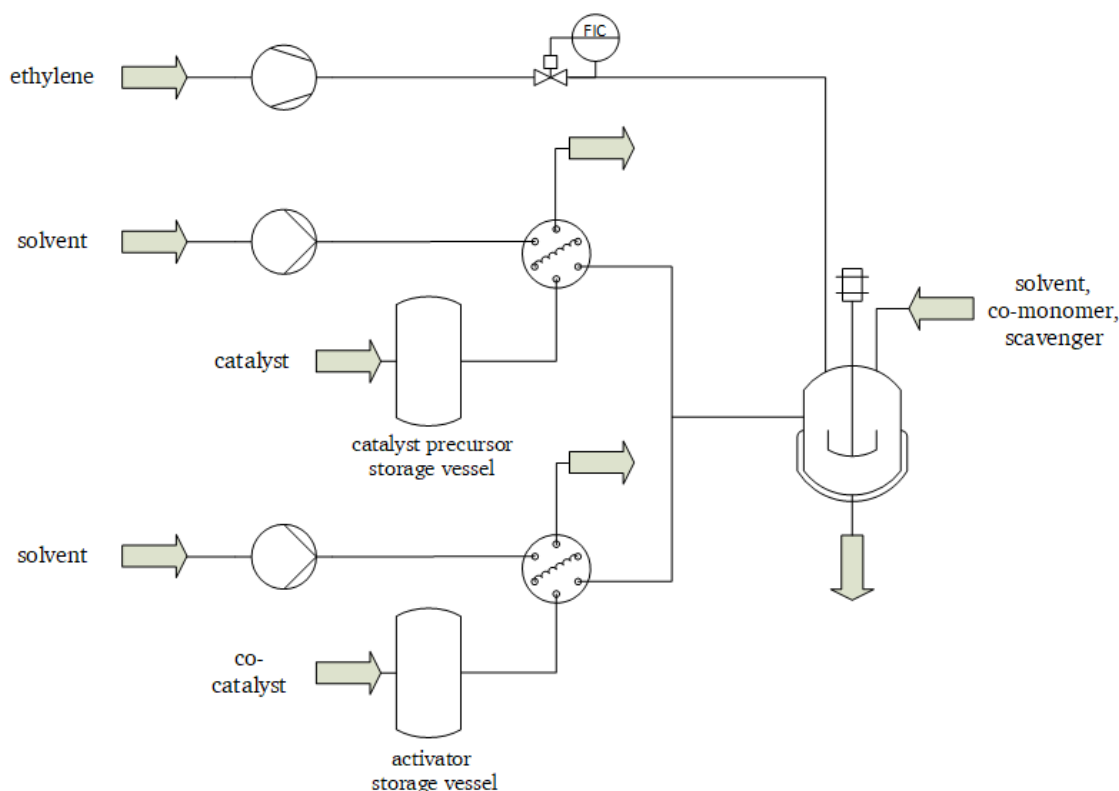 FIC
ethylene
solvent
solvent,
co-monomer,
scavenger
catalyst
catalyst precursor
storage vessel
solvent
co-
catalyst
activator
storage vessel